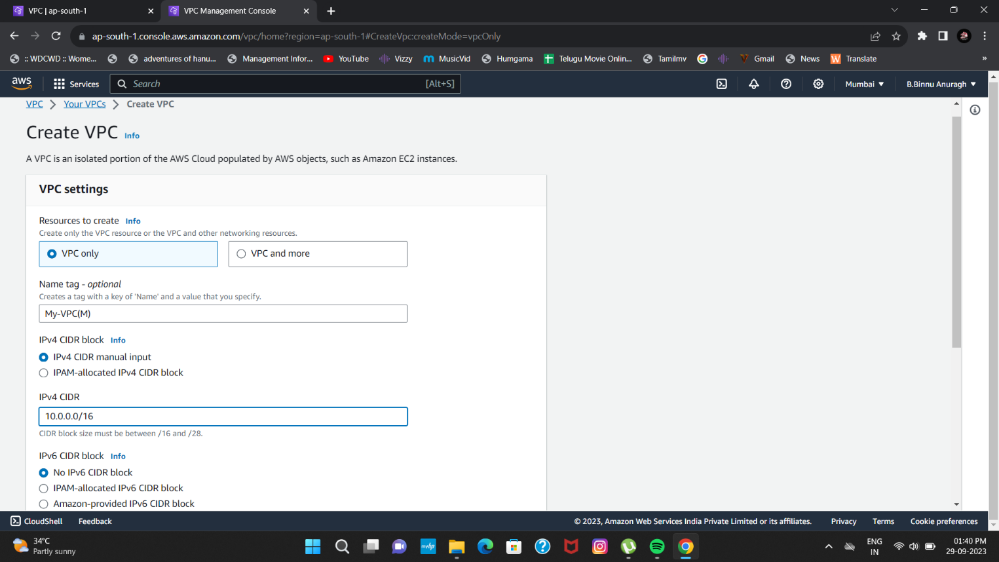 VPC | ap-south-1
VPC Management Console
ap-south-1.console.aws.amazon.com/vpc/home?region=ap-south-1#CreateVpc:createMode=vpcOnly
:: WDCWD :: Wome...
adventures of hanu...
Management Infor...
YouTube
Vizzy
MusicVid
Humgama
Telugu Movie Onlin...
Tamilmv
Gmail
News
Translate
»
aws
Services
Search
[Alt+S]
Mumbai
B.Binnu Anuragh
VPC
Your VPCs
Create VPC
Create VPC Info
A VPC is an isolated portion of the AWS Cloud populated by AWS objects, such as Amazon EC2 instances.
VPC settings
Resources to create Info
Create only the VPC resource or the VPC and other networking resources.
VPC only
VPC and more
Name tag - optional
Creates a tag with a key of 'Name' and a value that you specify.
My-VPC(M)
IPv4 CIDR block Info
IPv4 CIDR manual input
IPAM-allocated IPv4 CIDR block
IPv4 CIDR
10.0.0.0/16
CIDR block size must be between /16 and /28.
IPv6 CIDR block Info
No IPv6 CIDR block
IPAM-allocated IPv6 CIDR block
Amazon-provided IPv6 CIDR block
CloudShell
Feedback
© 2023, Amazon Web Services India Private Limited or its affiliates.
Privacy
Terms
Cookie preferences
34°C
Partly sunny
myhp
ENG
IN
01:40 PM
29-09-2023